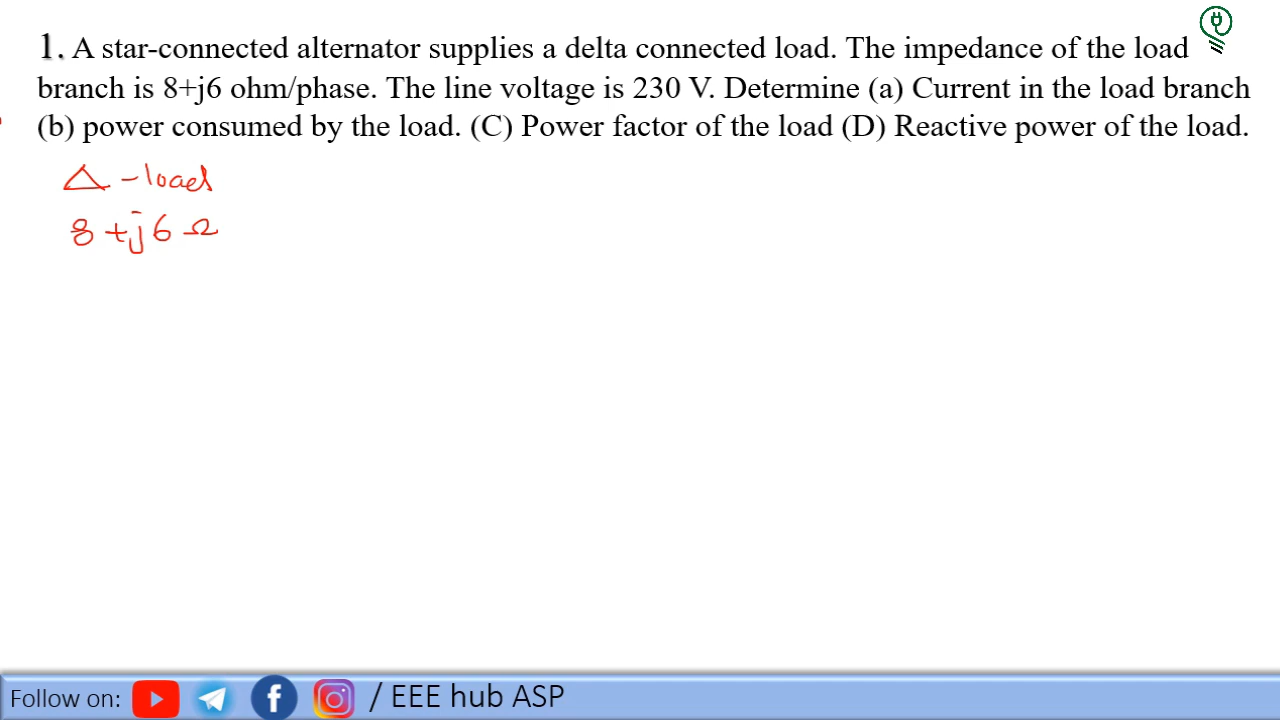 1. A star-connected alternator supplies a delta connected load. The impedance of the load
branch is 8+j6 ohm/phase. The line voltage is 230 V. Determine (a) Current in the load branch
(b) power consumed by the load. (C) Power factor of the load (D) Reactive power of the load.
Δ - load
8 + j6 Ω
Follow on: / EEE hub ASP